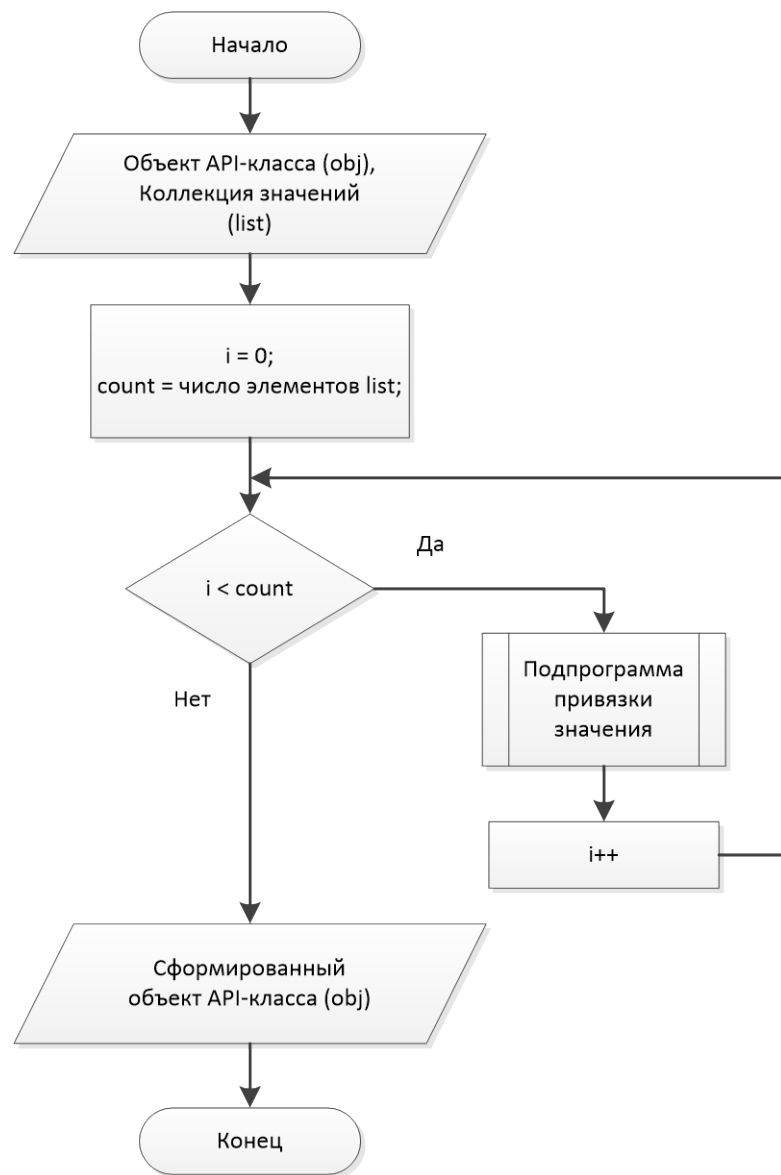 Начало
Объект API-класса (obj),
Коллекция значений
(list)
i = 0;
count = число элементов list;
i < count
Да
Нет
Подпрограмма
привязки
значения
i++
Сформированный
объект API-класса (obj)
Конец